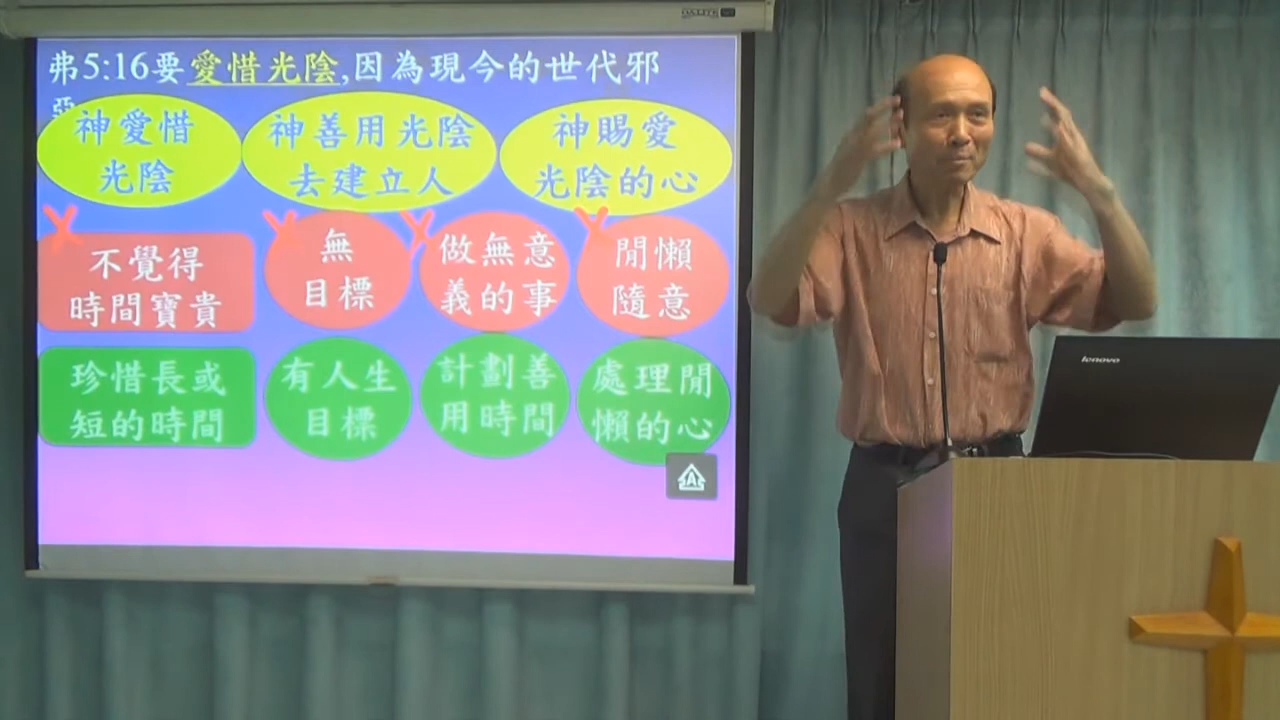 弗5:16要愛惜光陰,因為現今的世代邪
惡
神愛惜
光陰
神善用光陰
去建立人
神賜愛
光陰的心
不覺得
時間寶貴
無
目標
做無意
義的事
閒懶
隨意
珍惜長或
短的時間
有人生
目標
計劃善
用時間
處理閒
懶的心
A
lenovo